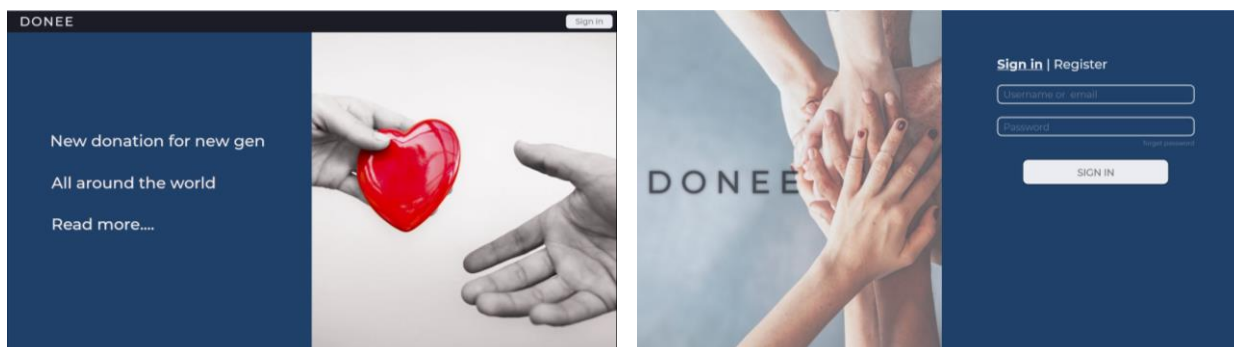 DONEE
Sign in
New donation for new gen
All around the world
Read more....
DONEE
Sign in | Register
Username or email
Password
forgot password
SIGN IN